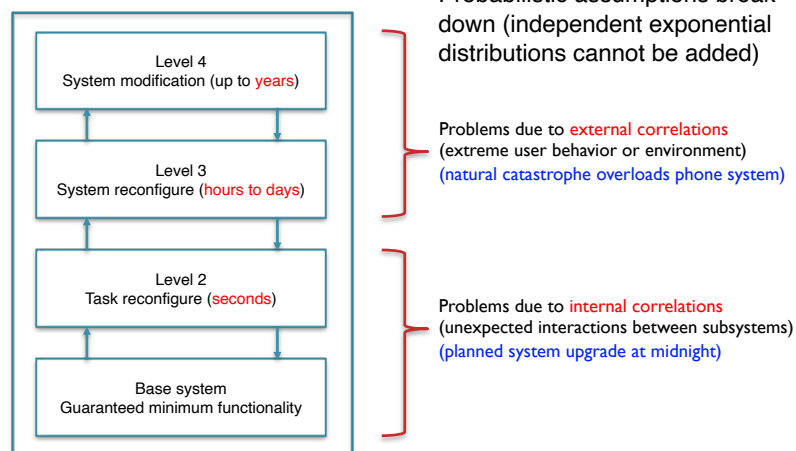 Probabilistic assumptions break
down (independent exponential
distributions cannot be added)
Level 4
System modification (up to years)
Level 3
System reconfigure (hours to days)
Problems due to external correlations
(extreme user behavior or environment)
(natural catastrophe overloads phone system)
Level 2
Task reconfigure (seconds)
Base system
Guaranteed minimum functionality
Problems due to internal correlations
(unexpected interactions between subsystems)
(planned system upgrade at midnight)